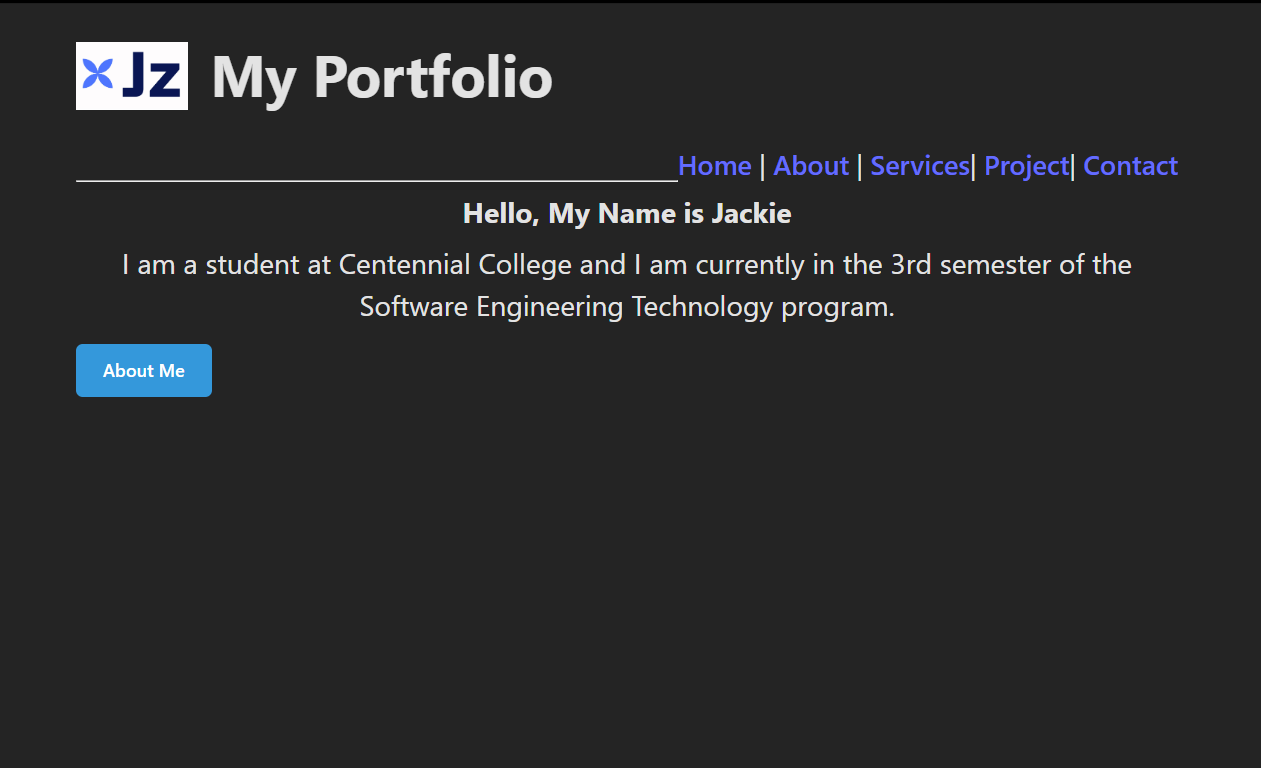 Jz My Portfolio
Home | About | Services| Project| Contact
Hello, My Name is Jackie
I am a student at Centennial College and I am currently in the 3rd semester of the
Software Engineering Technology program.
About Me